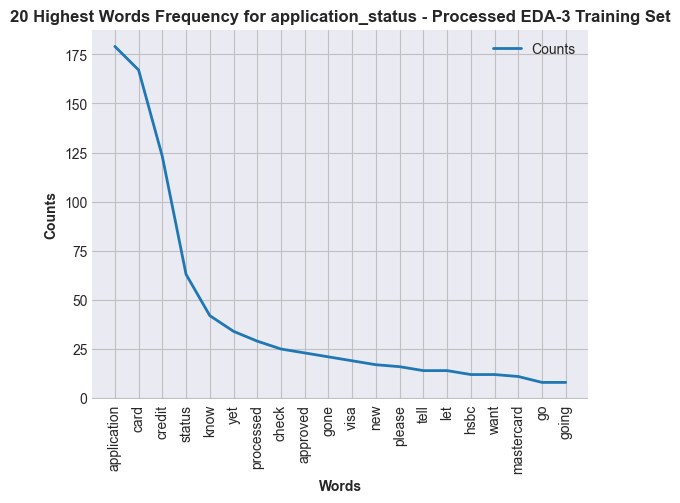 20 Highest Words Frequency for application_status - Processed EDA-3 Training Set
Counts
175
150
125
100
75
50
25
0
Counts
application
card
credit
status
know
yet
processed
check
approved
gone
visa
new
please
tell
let
hsbc
want
mastercard
go
going
Words